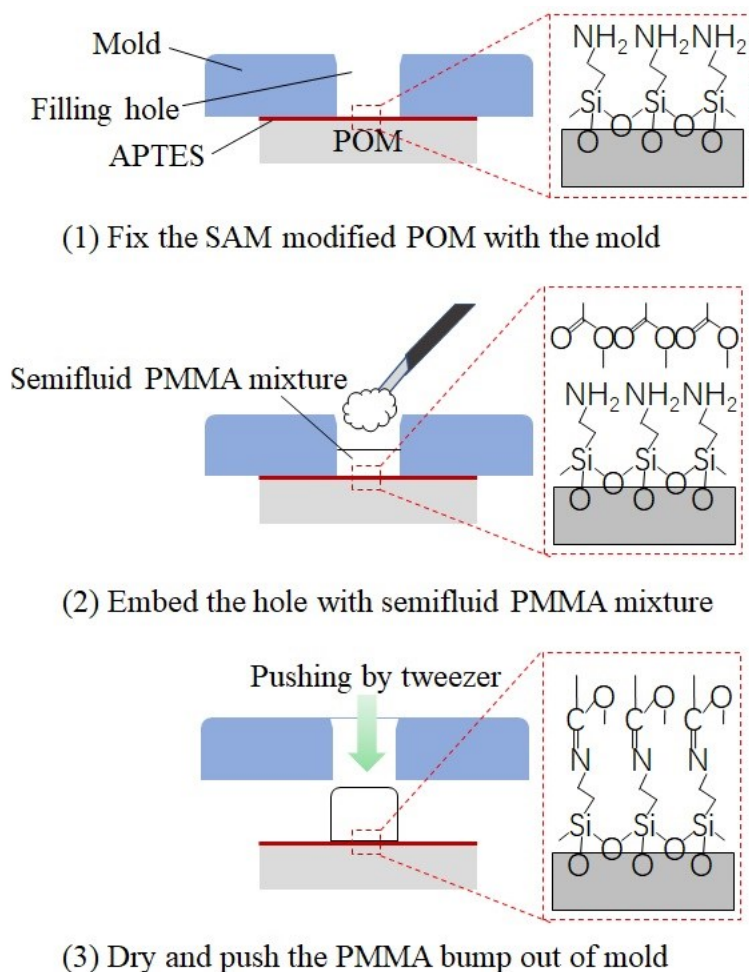 Mold
Filling hole
APTES
POM
NH2 NH2 NH2
Si Si Si
O O
O O O
(1) Fix the SAM modified POM with the mold
Semifluid PMMA mixture
O O O O O O
NH2 NH2 NH2
Si Si Si
O O
O O O
(2) Embed the hole with semifluid PMMA mixture
Pushing by tweezer
O O O
C C C
N N N
Si Si Si
O O
O O O
(3) Dry and push the PMMA bump out of mold